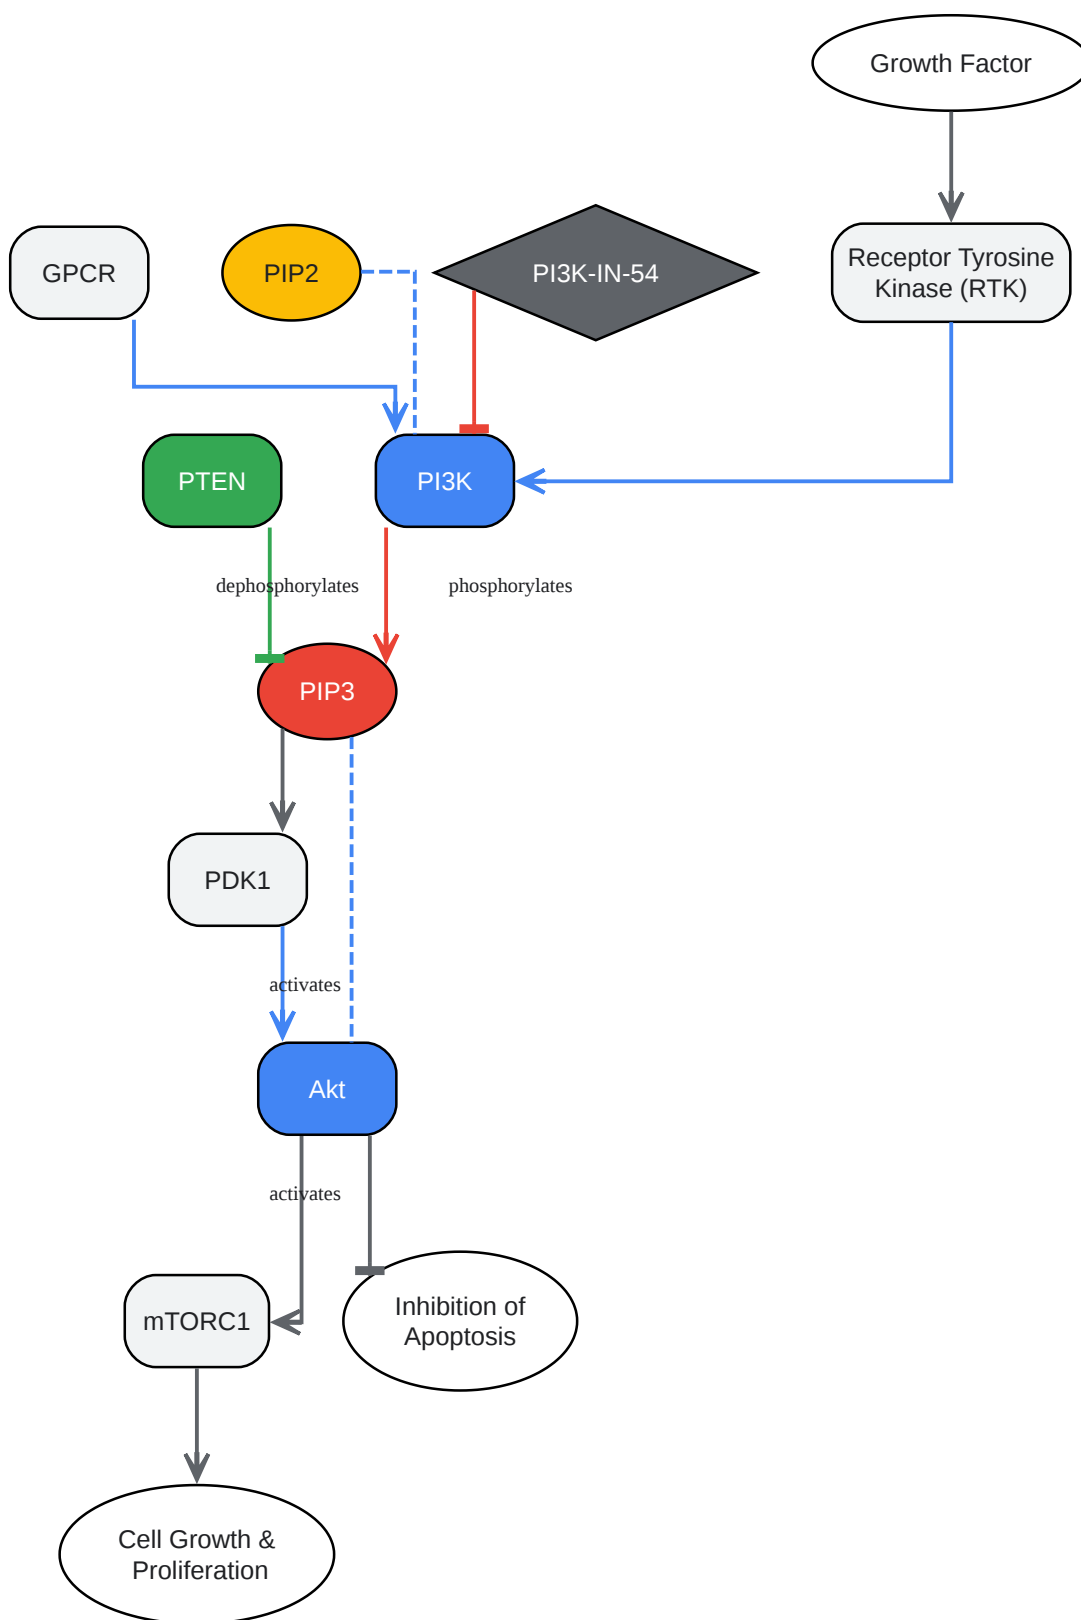 Growth Factor
GPCR
PIP2
PI3K-IN-54
Receptor Tyrosine
Kinase (RTK)
PTEN
PI3K
dephosphorylates
phosphorylates
PIP3
PDK1
activates
Akt
activates
mTORC1
Inhibition of
Apoptosis
Cell Growth &
Proliferation